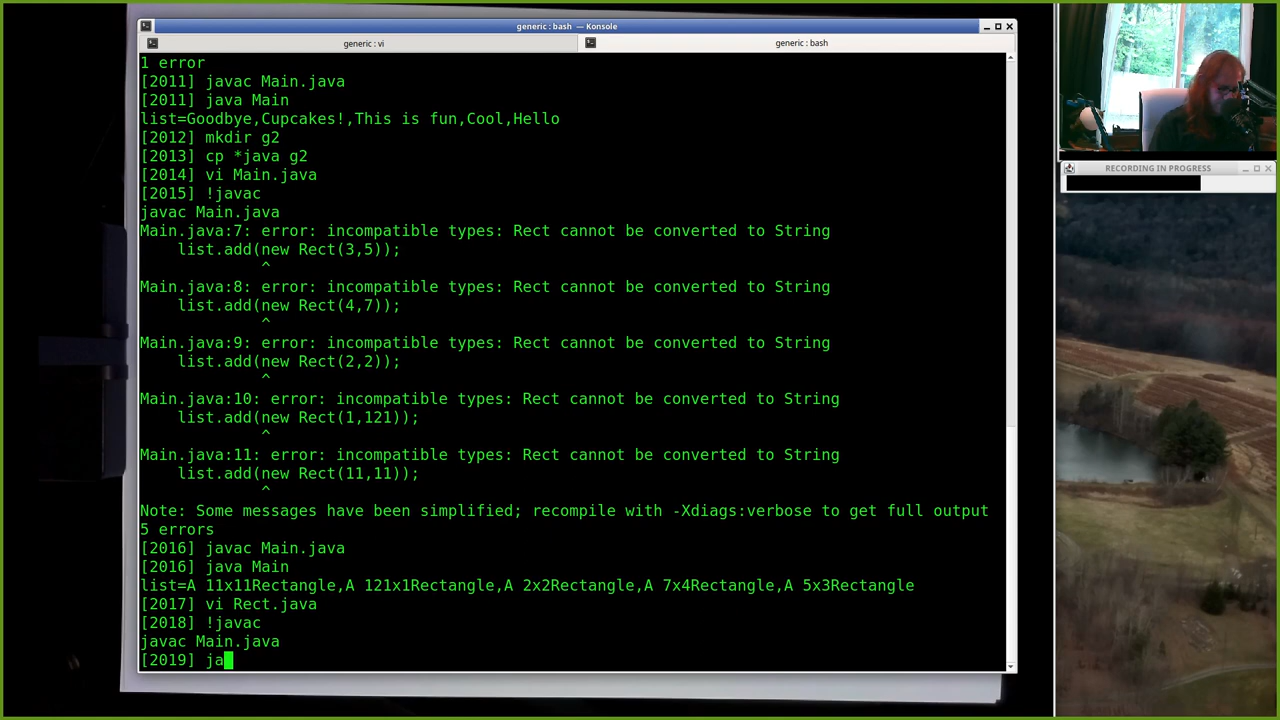 generic : bash — Konsole
generic : vi
generic : bash
1 error
[2011] javac Main.java
[2011] java Main
list=Goodbye,Cupcakes!,This is fun,Cool,Hello
[2012] mkdir g2
[2013] cp *java g2
[2014] vi Main.java
[2015] !javac
javac Main.java
Main.java:7: error: incompatible types: Rect cannot be converted to String
    list.add(new Rect(3,5));
             ^
Main.java:8: error: incompatible types: Rect cannot be converted to String
    list.add(new Rect(4,7));
             ^
Main.java:9: error: incompatible types: Rect cannot be converted to String
    list.add(new Rect(2,2));
             ^
Main.java:10: error: incompatible types: Rect cannot be converted to String
    list.add(new Rect(1,121));
             ^
Main.java:11: error: incompatible types: Rect cannot be converted to String
    list.add(new Rect(11,11));
             ^
Note: Some messages have been simplified; recompile with -Xdiags:verbose to get full output
5 errors
[2016] javac Main.java
[2016] java Main
list=A 11x11Rectangle,A 121x1Rectangle,A 2x2Rectangle,A 7x4Rectangle,A 5x3Rectangle
[2017] vi Rect.java
[2018] !javac
javac Main.java
[2019] ja
RECORDING IN PROGRESS